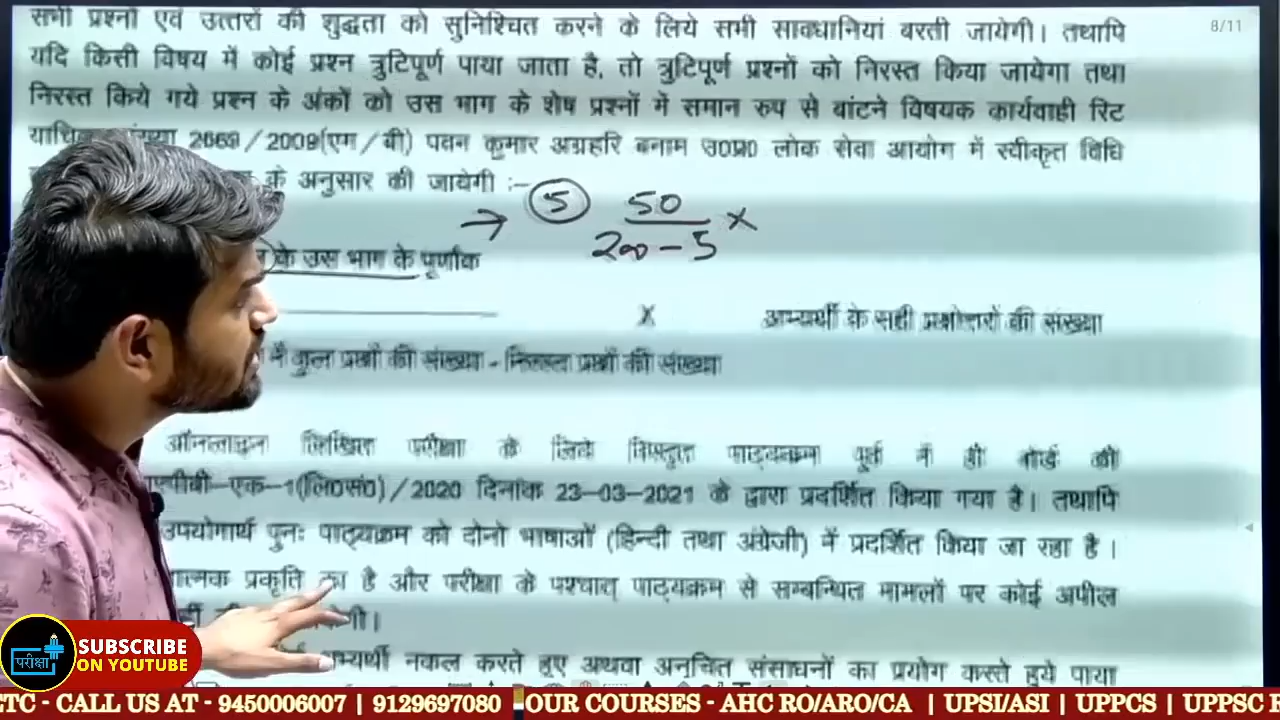 सभी प्रश्नों एवं उत्तरों की शुद्धता को सुनिश्चित करने के लिये सभी सावधानियां बरती जायेगी। तथापि
8/11
यदि किसी विषय में कोई प्रश्न त्रुटिपूर्ण पाया जाता है, तो त्रुटिपूर्ण प्रश्नों को निरस्त किया जायेगा तथा
निरस्त किये गये प्रश्न के अंकों को उस भाग के शेष प्रश्नों में समान रुप से बांटने विषयक कार्यवाही रिट
2669/2009(एम/बी) पवन कुमार अग्रहरि बनाम उ0प्र0 लोक सेवा आयोग में स्वीकृत विधि
के अनुसार की जायेगी :-
→ 5 50
200-5 ×
के उस भाग के पूर्णांक
X अभ्यर्थी के सही प्रश्नोत्तरों की संख्या
में कुल प्रश्नों की संख्या - निरस्त प्रश्नों की संख्या
ऑनलाइन लिखित परीक्षा के लिये विस्तृत पाठ्यक्रम पूर्व में ही बोर्ड की
एक-1(लि0सं0)/2020 दिनांक 23-03-2021 के द्वारा प्रदर्शित किया गया है। तथापि
उपयोगार्थ पुनः पाठ्यक्रम को दोनो भाषाओं (हिन्दी तथा अंग्रेजी) में प्रदर्शित किया जा रहा है।
प्रकृति का है और परीक्षा के पश्चात् पाठ्यक्रम से सम्बन्धित मामलों पर कोई अपील
अभ्यर्थी नकल करते हुए अथवा अनुचित संसाधनों का प्रयोग करते हुये पाया
परीक्षा
SUBSCRIBE
ON YOUTUBE
ETC - CALL US AT - 9450006007 | 9129697080 OUR COURSES - AHC RO/ARO/CA | UPSI/ASI | UPPCS | UPPSC